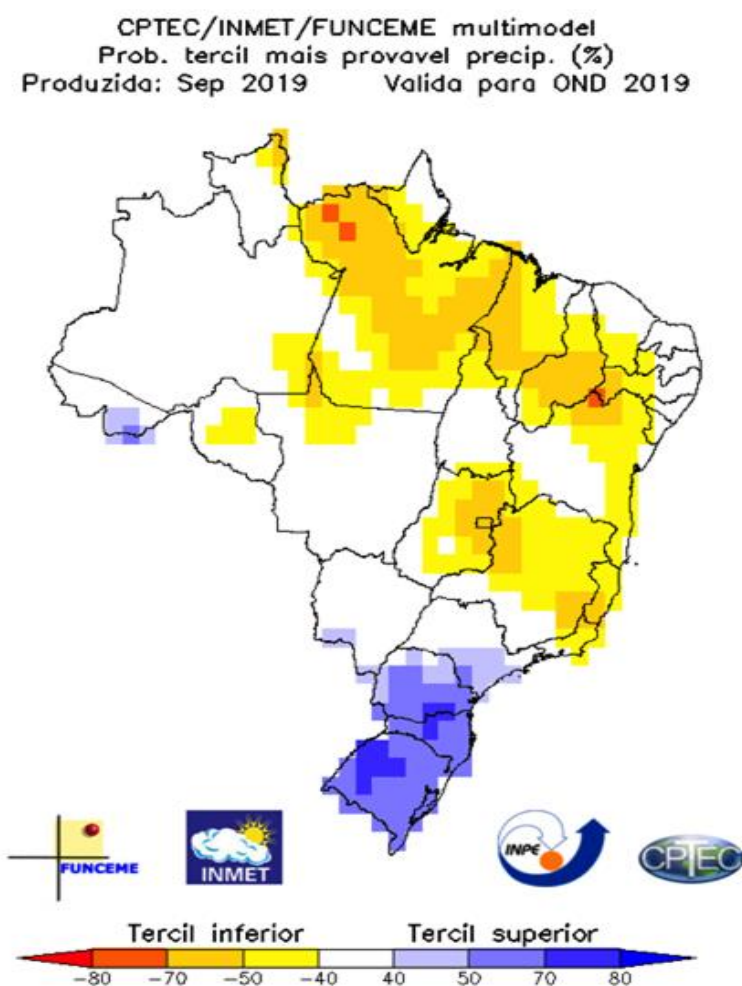 CPTEC/INMET/FUNCEME multimodel
Prob. tercil mais provavel precip. (%)
Produzida: Sep 2019 Valida para OND 2019
FUNCEME
INMET
INPE
CPTEC
Tercil inferior Tercil superior
-80 -70 -50 -40 40 50 70 80